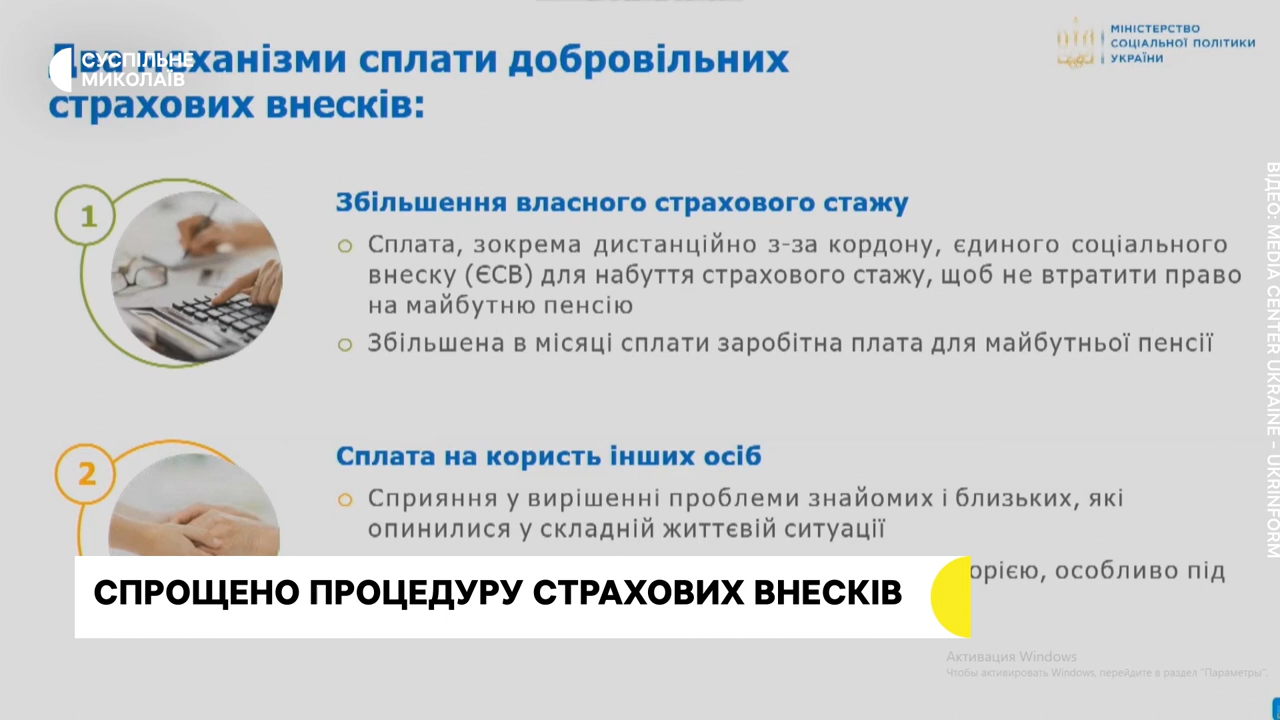 СУСПІЛЬНЕ
МИКОЛАЇВ
механізми сплати добровільних
страхових внесків:
МІНІСТЕРСТВО
СОЦІАЛЬНОЇ ПОЛІТИКИ
УКРАЇНИ
1
Збільшення власного страхового стажу
Сплата, зокрема дистанційно з-за кордону, єдиного соціального
внеску (ЄСВ) для набуття страхового стажу, щоб не втратити право
на майбутню пенсію
Збільшена в місяці сплати заробітна плата для майбутньої пенсії
2
Сплата на користь інших осіб
Сприяння у вирішенні проблеми знайомих і близьких, які
опинилися у складній життєвій ситуації
особливо під
СПРОЩЕНО ПРОЦЕДУРУ СТРАХОВИХ ВНЕСКІВ
Активация Windows
Чтобы активировать Windows, перейдите в раздел "Параметры".
ВІДЕО: MEDIA CENTER UKRAINE – UKRINFORM